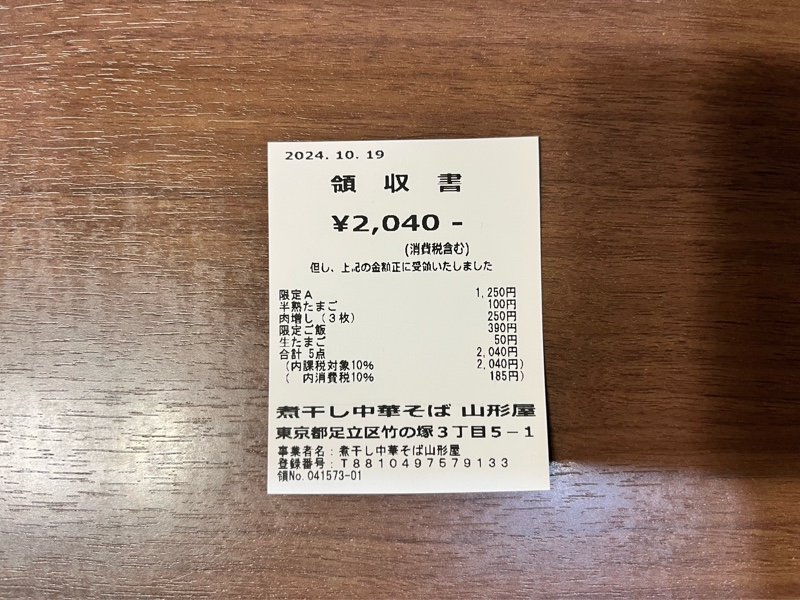 2024.10.19
領収書
¥2,040-
(消費税含む)
但し、上記の金額正に受領いたしました
限定A 1,250円
半熟たまご 100円
肉増し(3枚) 250円
限定ご飯 390円
生たまご 50円
合計 5点 2,040円
(内課税対象10% 2,040円)
( 内消費税10% 185円)
煮干し中華そば 山形屋
東京都足立区竹の塚3丁目5-1
事業者名:煮干し中華そば山形屋
登録番号:T8810497579133
領No.041573-01